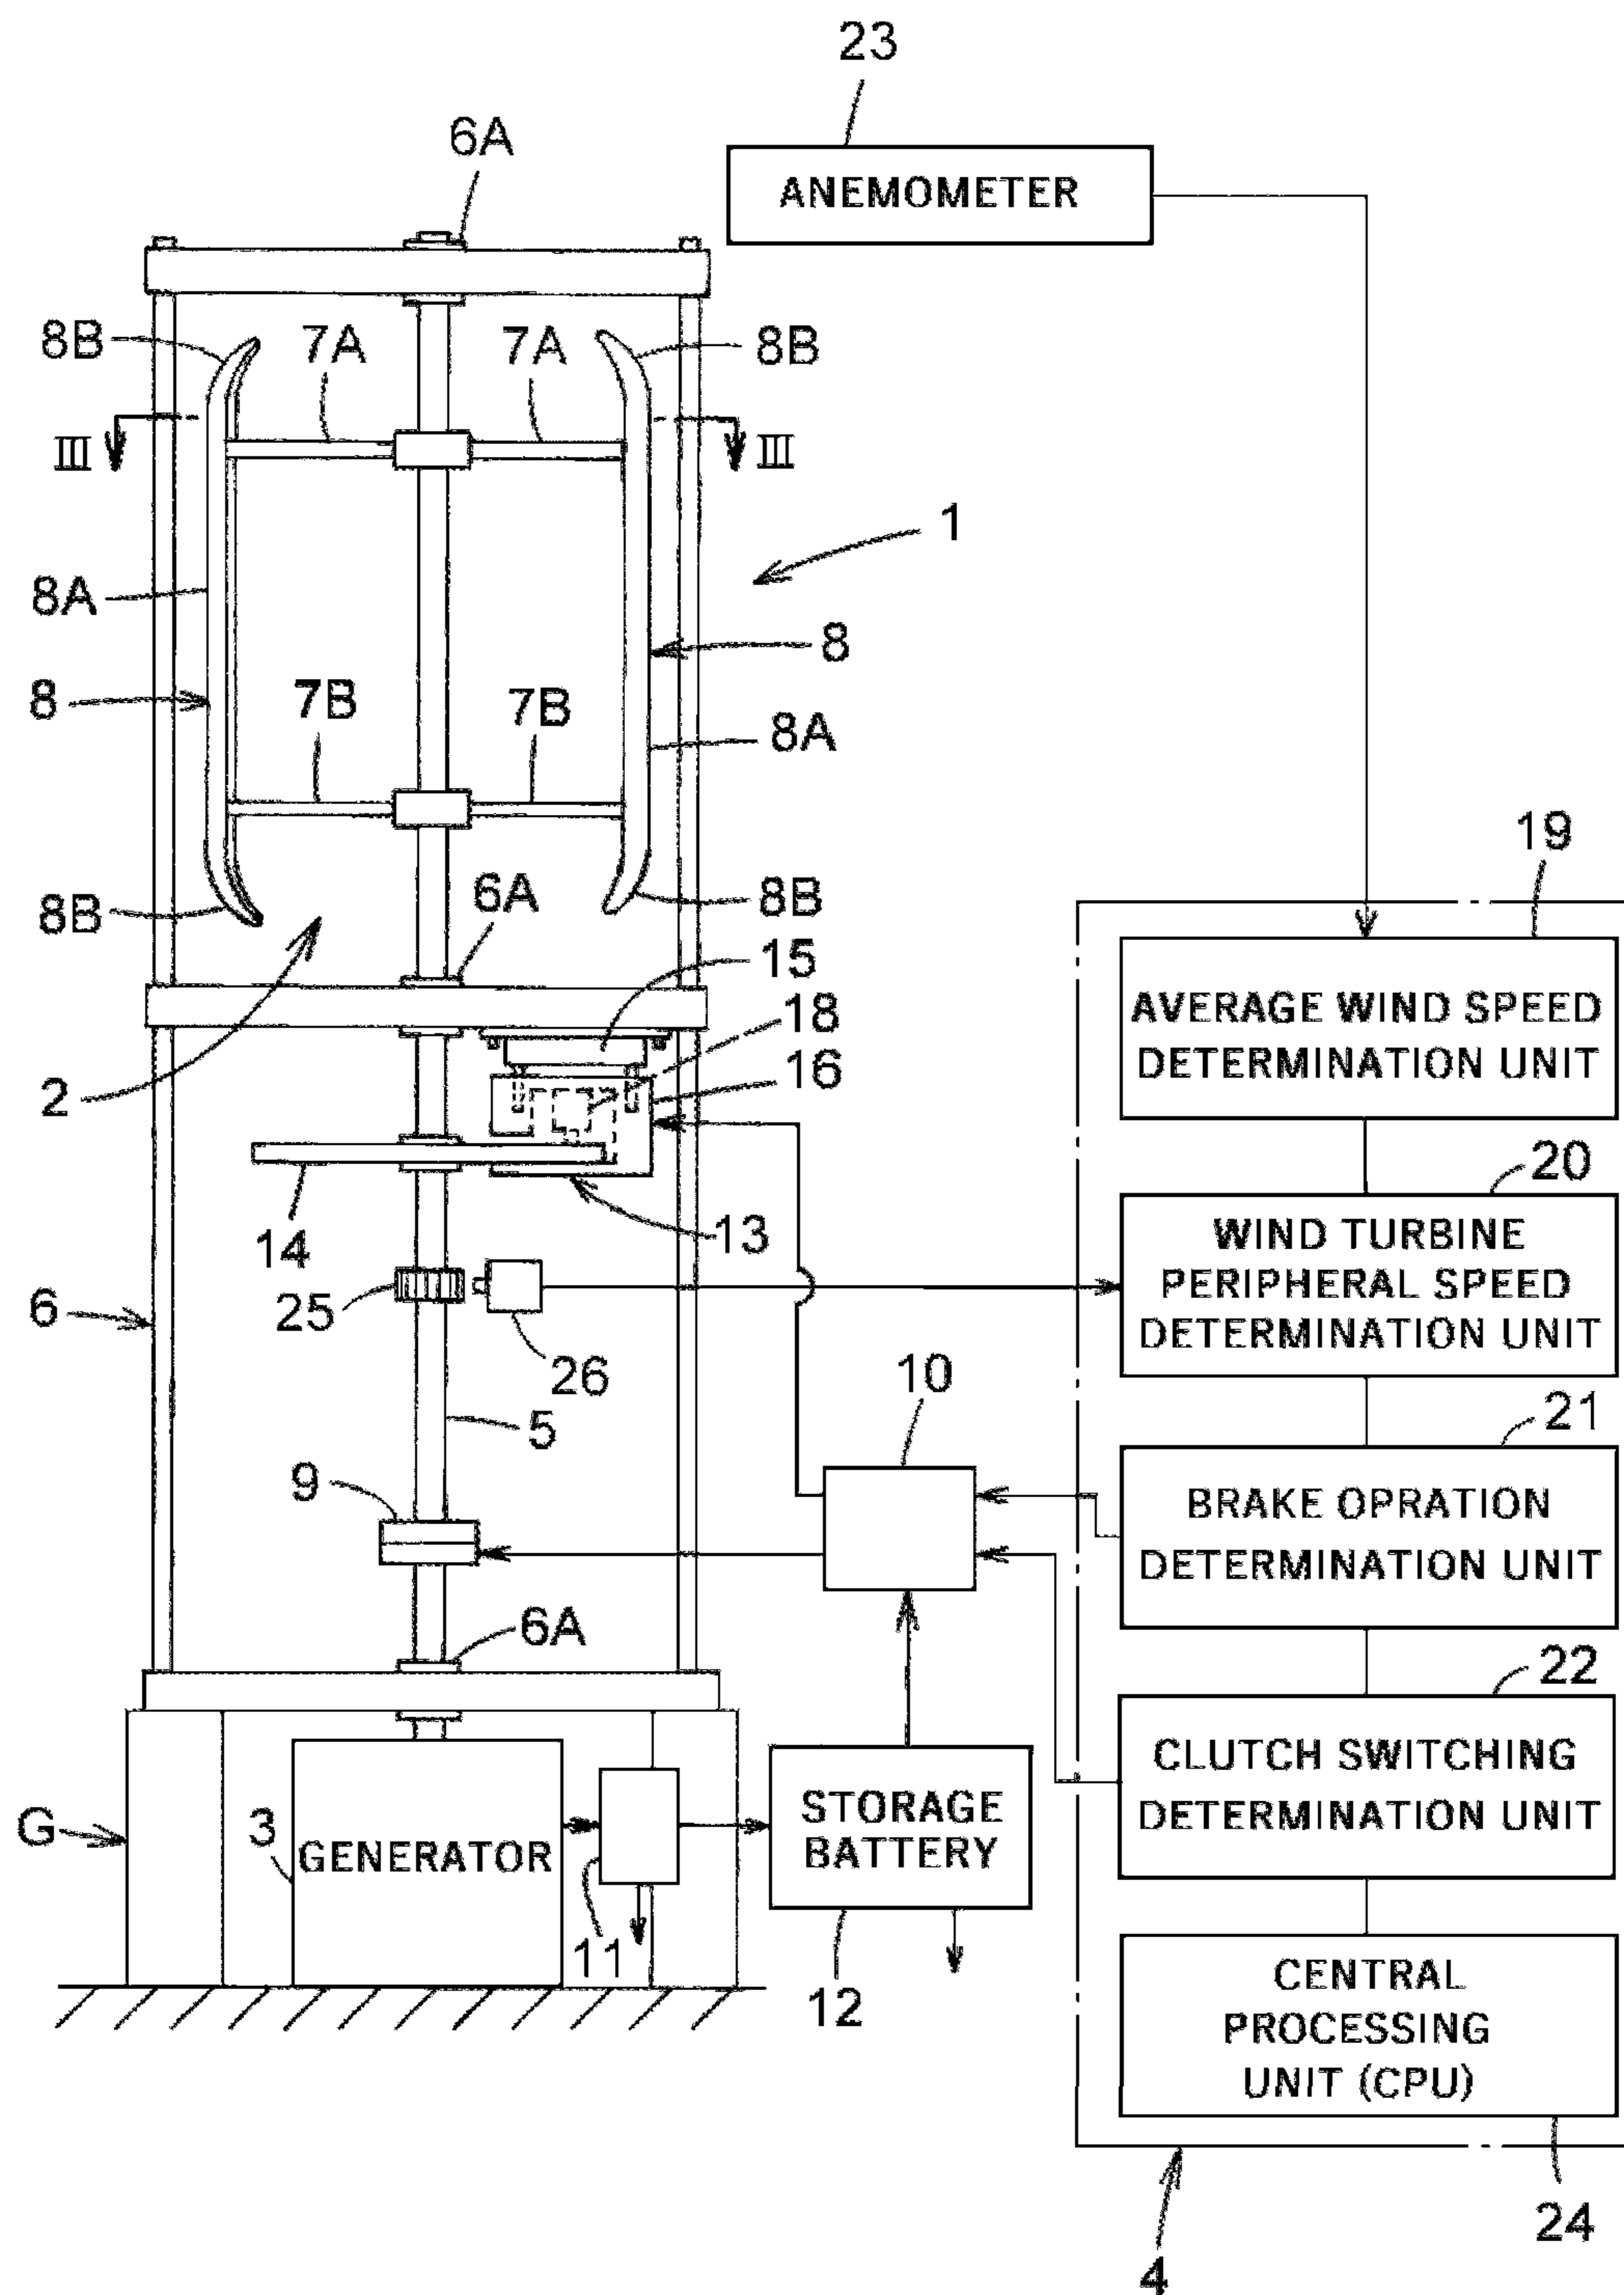 23
6A
ANEMOMETER
8B
7A
7A
8B
III
III
1
8A
8
8
7B
7B
8A
19
8B
6A
8B
15
AVERAGE WIND SPEED
DETERMINATION UNIT
18
2
16
20
14
13
WIND TURBINE
PERIPHERAL SPEED
DETERMINATION UNIT
6
25
26
10
5
21
9
BRAKE OPRATION
DETERMINATION UNIT
6A
22
CLUTCH SWITCHING
DETERMINATION UNIT
G
3
GENERATOR
STORAGE
BATTERY
11
12
CENTRAL
PROCESSING
UNIT (CPU)
24
4